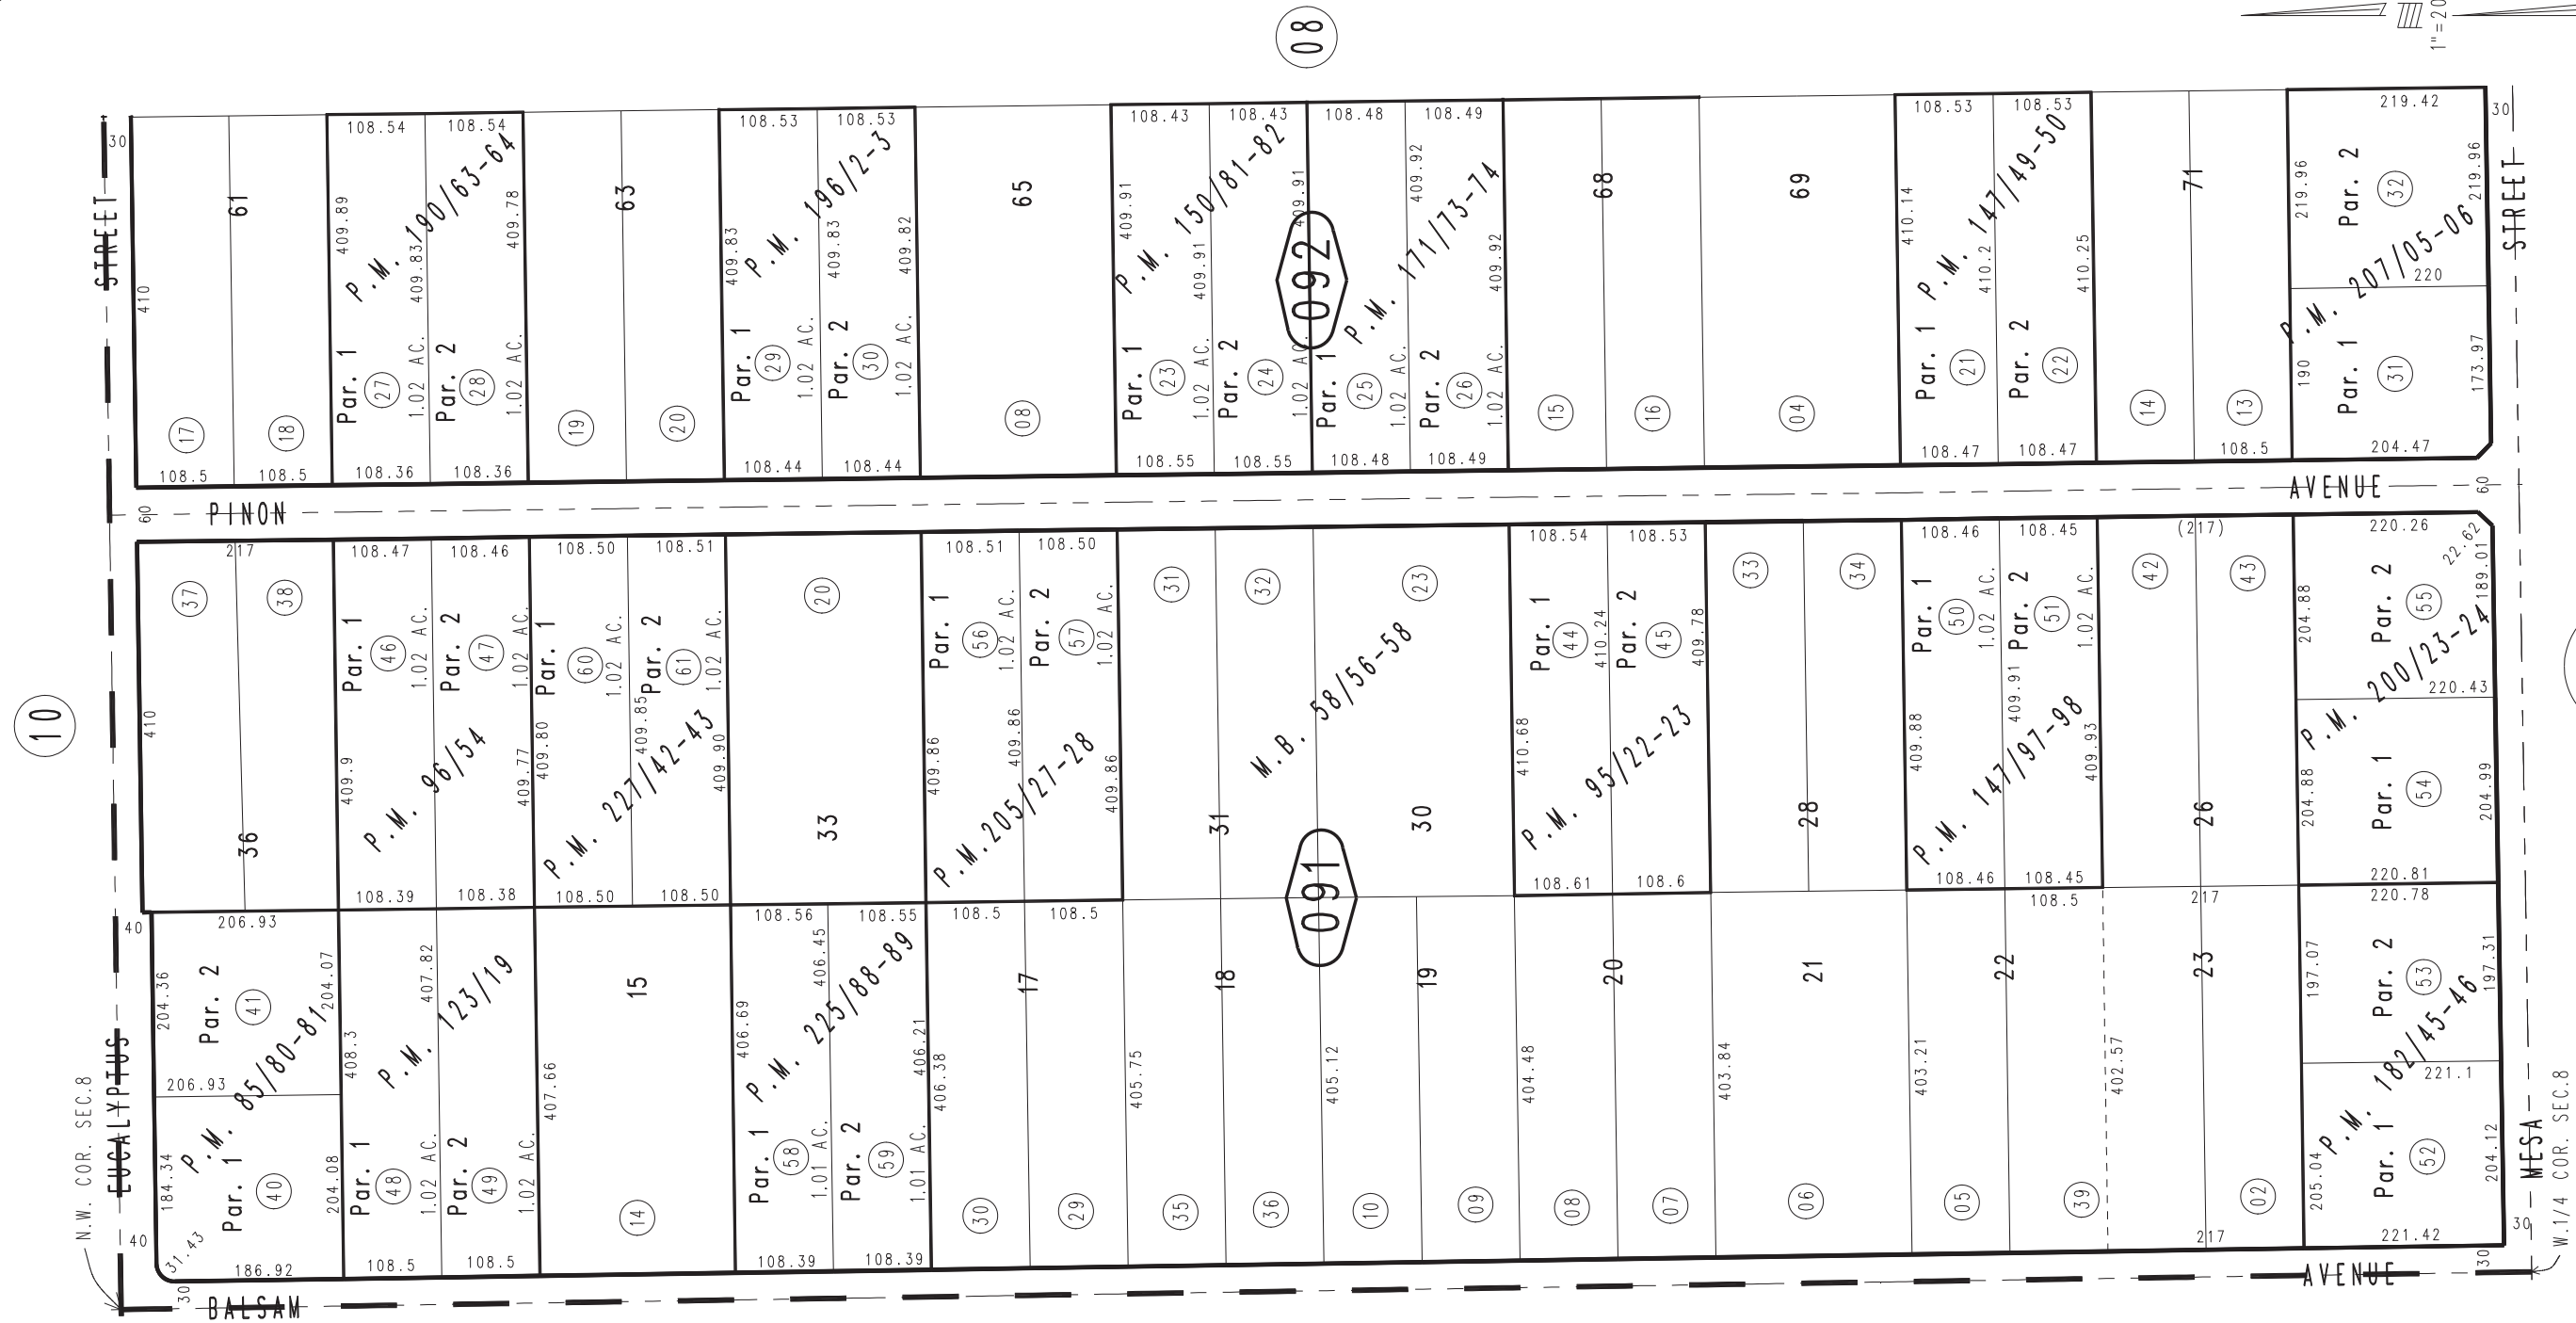 08
1"=20
STREET
30
61
410
17
18
108.5
108.5
108.54
108.54
409.89
P.M. 190/63-64
409.83
409.78
Par. 1
27
1.02 AC.
Par. 2
28
1.02 AC.
108.36
108.36
63
19
20
108.53
108.53
409.83
P.M. 196/2-3
409.83
409.82
Par. 1
29
1.02 AC.
Par. 2
30
1.02 AC.
108.44
108.44
65
08
108.43
108.43
409.91
P.M. 150/81-82
409.91
409.91
Par. 1
23
1.02 AC.
Par. 2
24
1.02 AC.
108.55
108.55
092
108.48
108.49
409.92
P.M. 171/73-74
409.92
Par. 1
25
1.02 AC.
Par. 2
26
1.02 AC.
108.48
108.49
68
15
16
69
04
108.53
108.53
410.14
P.M. 147/49-50
410.2
410.25
Par. 1
21
Par. 2
22
108.47
108.47
71
14
13
108.5
219.42
219.96
Par. 2
32
219.96
P.M. 207/05-06
220
190
Par. 1
31
173.97
204.47
30
STREET
60
PINON
AVENUE
60
10
217
37
38
410
36
108.47
108.46
Par. 1
46
1.02 AC.
Par. 2
47
1.02 AC.
409.9
P.M. 96/54
409.77
108.39
108.38
108.50
108.51
Par. 1
60
1.02 AC.
Par. 2
61
1.02 AC.
409.80
409.85
P.M. 227/42-43
409.90
108.50
108.50
20
33
108.51
108.50
Par. 1
56
1.02 AC.
Par. 2
57
1.02 AC.
409.86
409.86
P.M.205/27-28
409.86
31
32
23
M.B. 58/56-58
31
30
108.54
108.53
Par. 1
44
410.24
Par. 2
45
409.78
410.68
P.M. 95/22-23
108.61
108.6
33
34
28
108.46
108.45
Par. 1
50
1.02 AC.
Par. 2
51
1.02 AC.
409.88
409.91
P.M. 147/97-98
409.93
108.46
108.45
(217)
42
43
26
220.26
22.62
189.01
204.88
Par. 2
55
P.M. 200/23-24
220.43
204.88
Par. 1
54
204.99
220.81
091
40
206.93
204.36
Par. 2
41
204.07
P.M. 85/80-81
206.93
184.34
Par. 1
40
204.08
31.43
40
186.92
30
407.82
408.3
P.M. 123/19
Par. 1
48
1.02 AC.
Par. 2
49
1.02 AC.
108.5
108.5
15
407.66
14
108.56
108.55
406.69
406.45
P.M. 225/88-89
406.21
Par. 1
58
1.01 AC.
Par. 2
59
1.01 AC.
108.39
108.39
108.5
108.5
17
406.38
30
29
18
405.75
35
36
19
405.12
10
09
20
404.48
08
07
21
403.84
06
108.5
22
403.21
05
39
217
23
402.57
02
217
220.78
197.07
Par. 2
53
197.31
P.M. 182/45-46
221.1
205.04
Par. 1
52
204.12
221.42
30
30
EUCALYPTUS
N.W. COR. SEC.8
BALSAM
AVENUE
MESA
W.1/4 COR. SEC.8